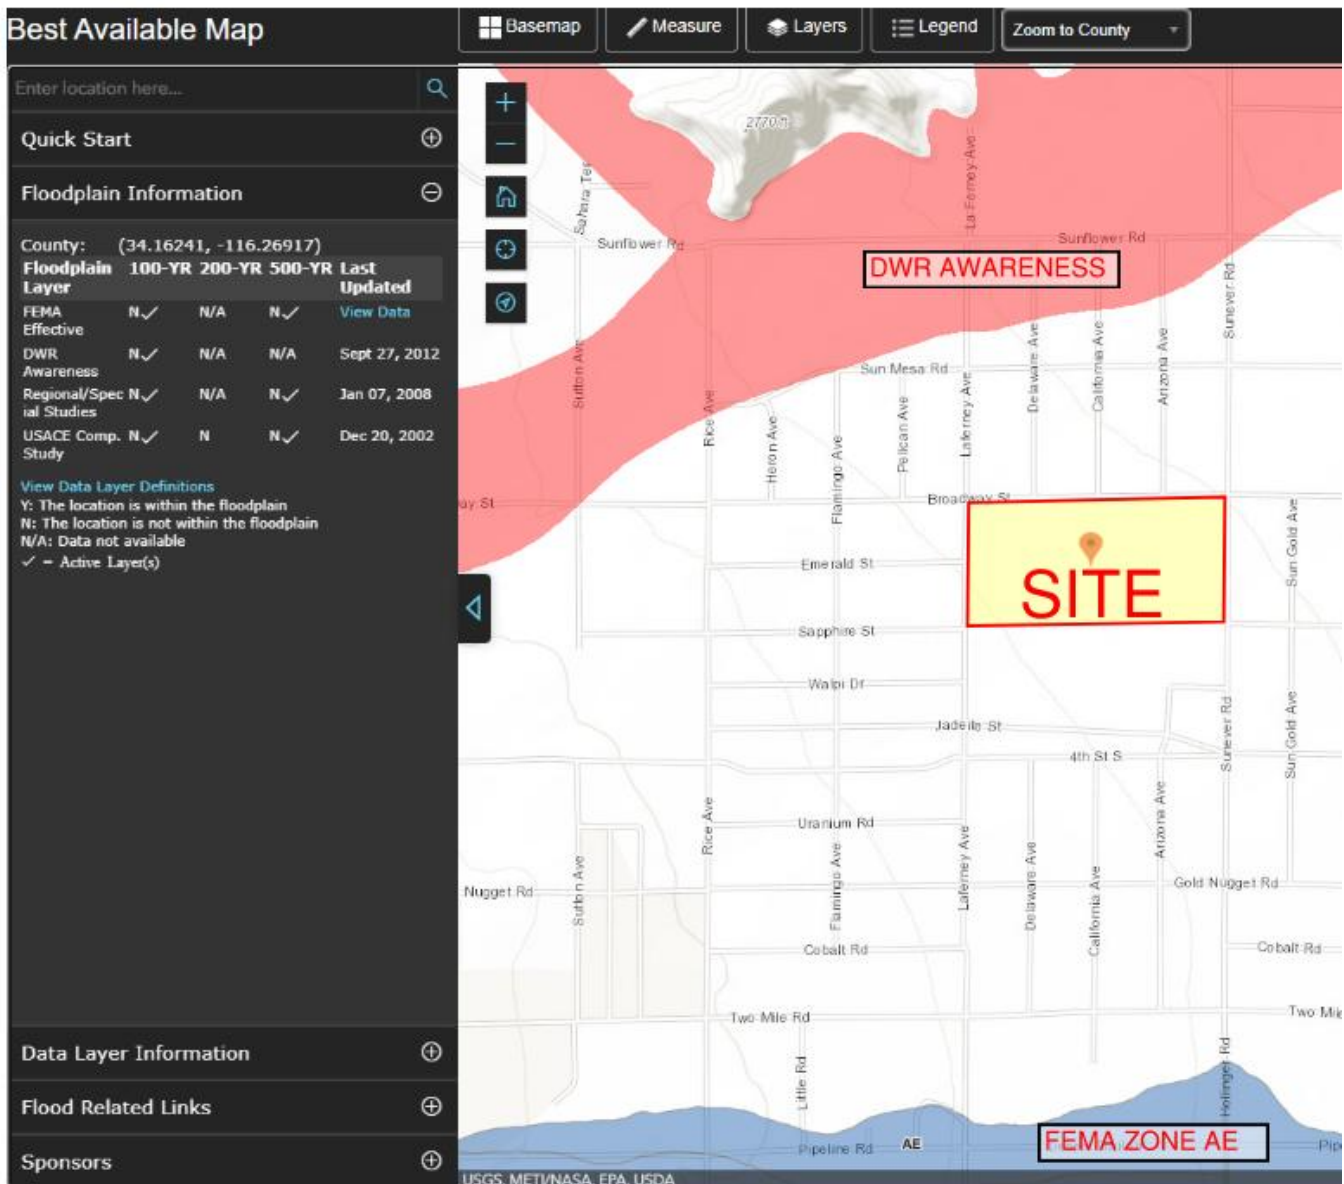 Best Available Map
Basemap
Measure
Layers
Legend
Zoom to County
Enter location here...
Quick Start
Floodplain Information
County: (34.16241, -116.26917)
Floodplain Layer 100-YR 200-YR 500-YR Last Updated
FEMA Effective N✓ N/A N✓ View Data
DWR Awareness N✓ N/A N/A Sept 27, 2012
Regional/Special Studies N✓ N/A N✓ Jan 07, 2008
USACE Comp. Study N✓ N N✓ Dec 20, 2002
View Data Layer Definitions
Y: The location is within the floodplain
N: The location is not within the floodplain
N/A: Data not available
✓ - Active Layer(s)
Data Layer Information
Flood Related Links
Sponsors
+
−
2770 ft
Sahara Ter
La Ferney Ave
Sunflower Rd
Sunflower Rd
DWR AWARENESS
Sunever Rd
Sutton Ave
Rice Ave
Sun Mesa Rd
Heron Ave
Flamingo Ave
Pelican Ave
Laferney Ave
Delaware Ave
California Ave
Arizona Ave
ay St
Broadway St
Sun Gold Ave
Emerald St
SITE
Sapphire St
Walpi Dr
Jadeite St
4th St S
Sunever Rd
Sun Gold Ave
Rice Ave
Uranium Rd
Arizona Ave
Nugget Rd
Sutton Ave
Flamingo Ave
Laferney Ave
Delaware Ave
California Ave
Gold Nugget Rd
Cobalt Rd
Cobalt Rd
Two Mile Rd
Two Mile
Little Rd
Hollinger Rd
Pipeline Rd
AE
FEMA ZONE AE
Pip
USGS, METI/NASA, EPA, USDA